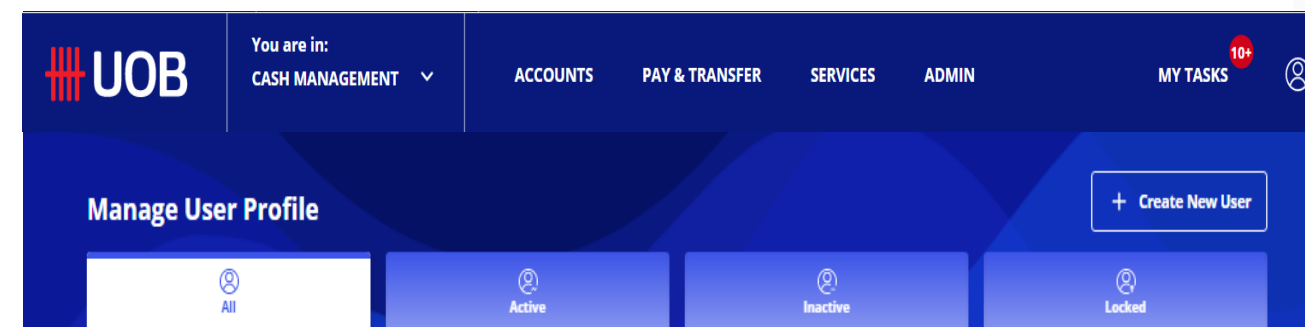 UOB
You are in:
CASH MANAGEMENT
ACCOUNTS
PAY & TRANSFER
SERVICES
ADMIN
MY TASKS
10+
Manage User Profile
+ Create New User
All
Active
Inactive
Locked